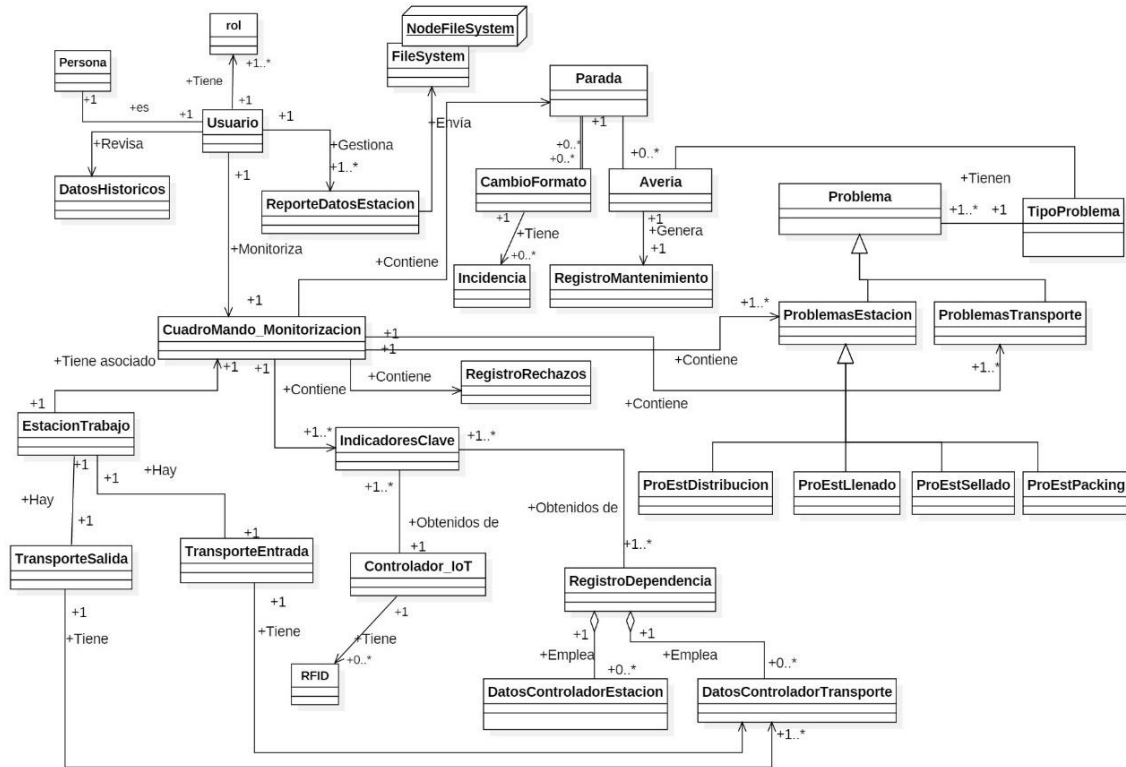 NodeFileSystem
rol
FileSystem
Persona
+1..*
Parada
+Tiene
+1
+es
+1
+1
+1
Usuario
+1
+Envía
+Revisa
+Gestiona
+0..*
+0..*
+0..*
+1
+1..*
CambioFormato
Averia
+Tienen
DatosHistoricos
Problema
ReporteDatosEstacion
+1..*
+1
TipoProblema
+1
+1
+Tiene
+Genera
+Monitoriza
+0..*
+1
+Contiene
Incidencia
RegistroMantenimiento
+1
+1..*
ProblemasEstacion
ProblemasTransporte
CuadroMando_Monitorizacion
+1
+1
+Tiene asociado
+1
+1
+Contiene
+1..*
+Contiene
RegistroRechazos
+Contiene
+Contiene
+1
EstacionTrabajo
+1..*
IndicadoresClave
+1..*
+1
+Hay
+1
+1..*
ProEstDistribucion
ProEstLlenado
ProEstSellado
ProEstPacking
+Hay
+Obtenidos de
+1
+Obtenidos de
+1
+1
+1..*
TransporteSalida
TransporteEntrada
Controlador_IoT
RegistroDependencia
+1
+1
+1
+1
+1
+Tiene
+Tiene
+Tiene
+Emplea
+Emplea
+0..*
+0..*
+0..*
RFID
DatosControladorEstacion
DatosControladorTransporte
+1..*